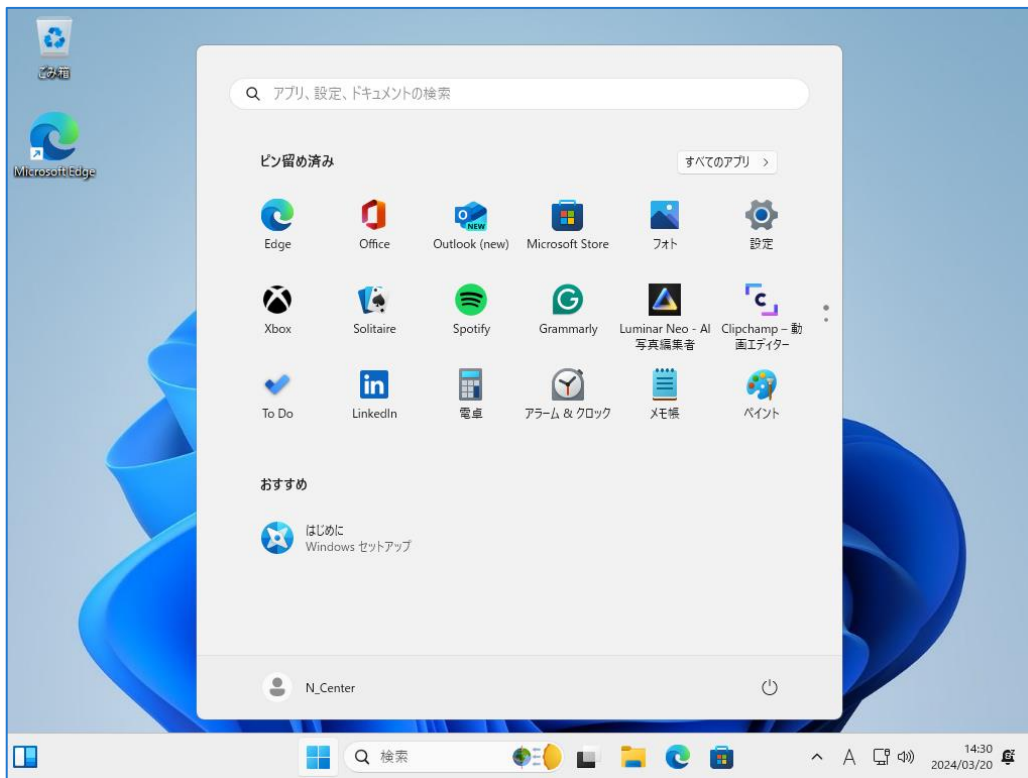 ごみ箱
Microsoft Edge
アプリ、設定、ドキュメントの検索
ピン留め済み
すべてのアプリ
Edge
Office
NEW
Outlook (new)
Microsoft Store
フォト
設定
Xbox
Solitaire
Spotify
Grammarly
Luminar Neo - AI
写真編集者
Clipchamp – 動
画エディター
To Do
in
LinkedIn
電卓
アラーム & クロック
メモ帳
ペイント
おすすめ
はじめに
Windows セットアップ
N_Center
検索
A
14:30
2024/03/20